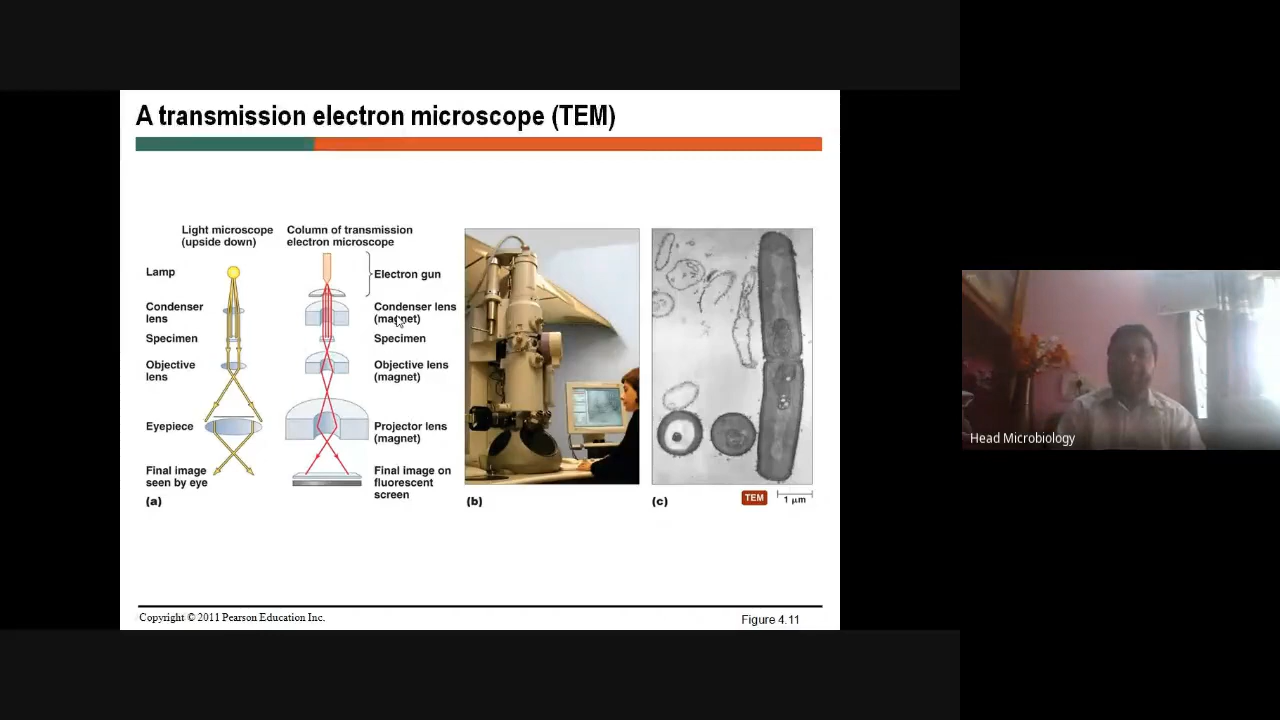 A transmission electron microscope (TEM)
Light microscope
(upside down)
Column of transmission
electron microscope
Lamp
Electron gun
Condenser
lens
Condenser lens
(magnet)
Specimen
Specimen
Objective
lens
Objective lens
(magnet)
Eyepiece
Projector lens
(magnet)
Final image
seen by eye
Final image on
fluorescent
screen
(a)
(b)
(c)
TEM
1 µm
Copyright © 2011 Pearson Education Inc.
Figure 4.11
Head Microbiology